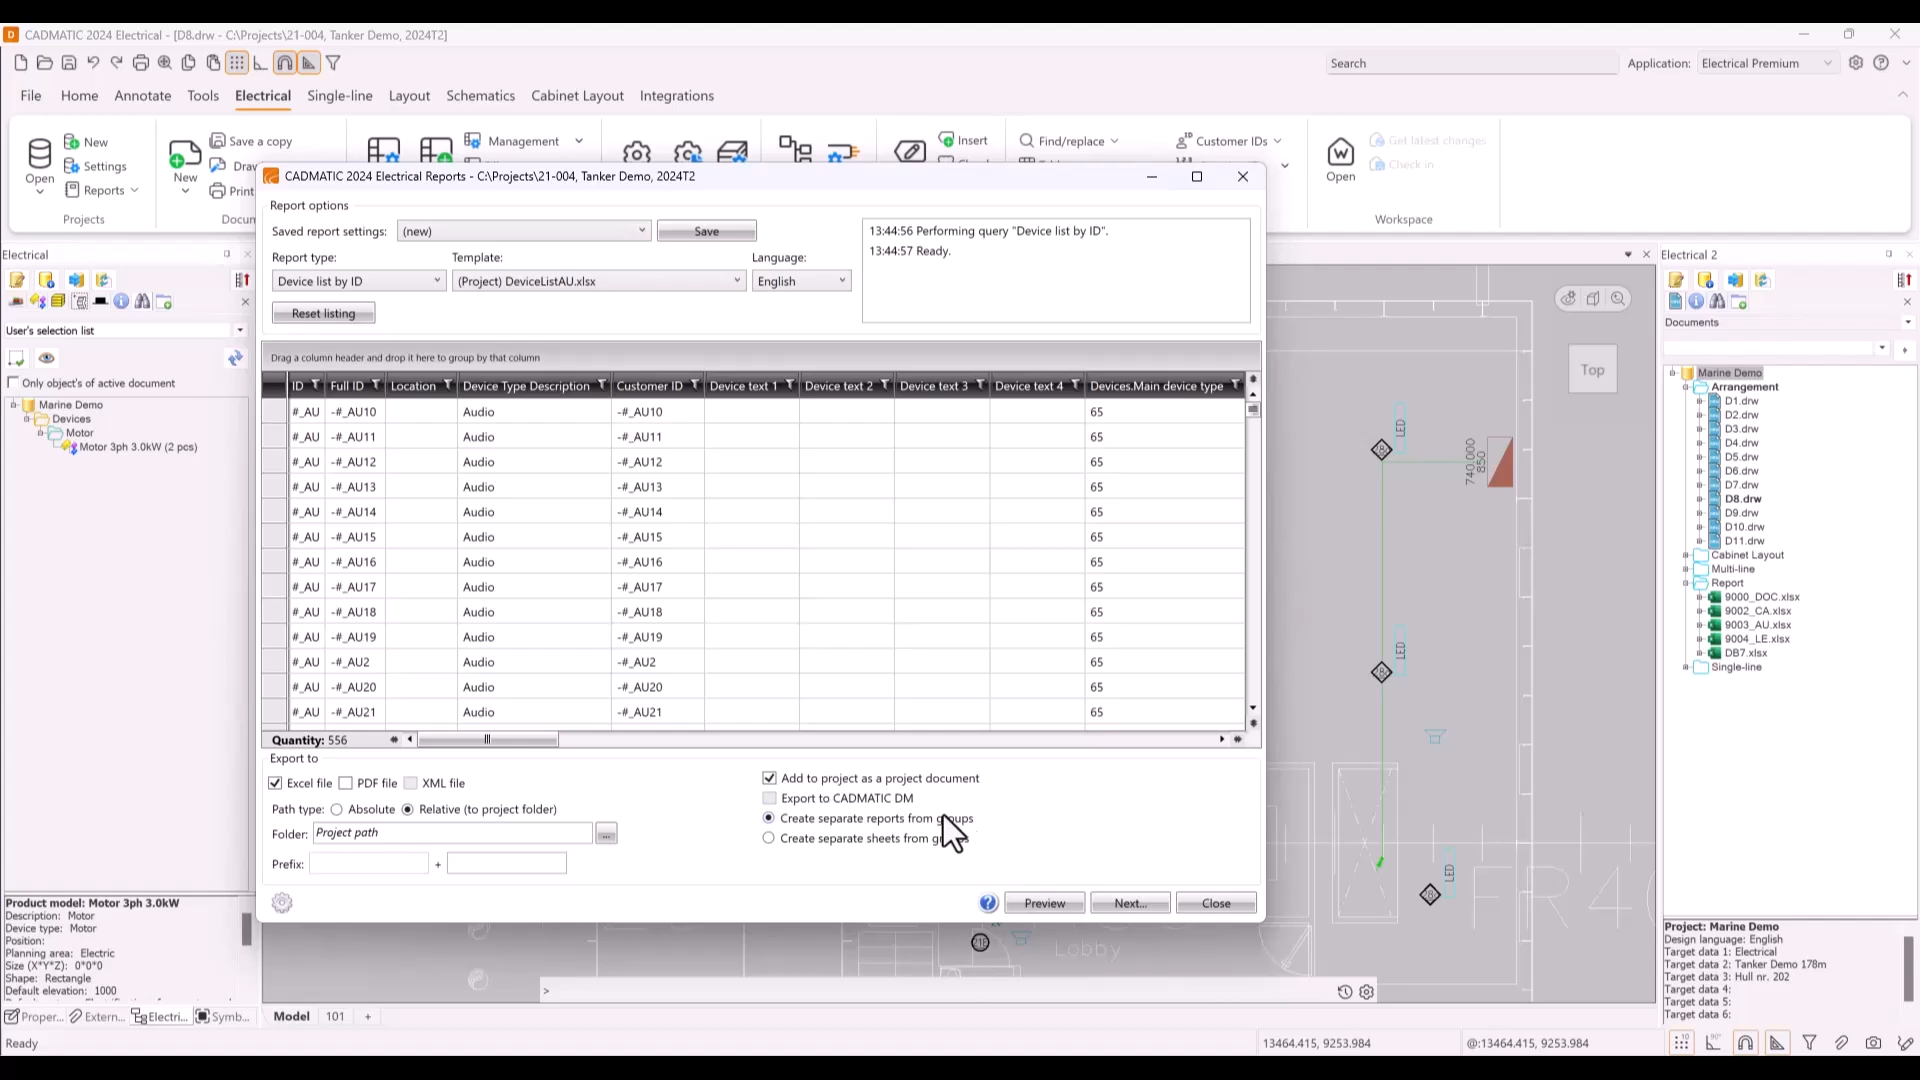 CADMATIC 2024 Electrical - [D8.drw - C:\Projects\21-004, Tanker Demo, 2024T2]
Search
Application: Electrical Premium
File Home Annotate Tools Electrical Single-line Layout Schematics Cabinet Layout Integrations
Open
New
Settings
Reports
Projects
New
Save a copy
Print
Management
Insert
Find/replace
Customer IDs
Open
Get latest changes
Check in
Workspace
Electrical
User's selection list
Only object's of active document
Marine Demo
Devices
Motor
Motor 3ph 3.0kW (2 pcs)
Product model: Motor 3ph 3.0kW
Description: Motor
Device type: Motor
Position:
Planning area: Electric
Size (X*Y*Z): 0*0*0
Shape: Rectangle
Default elevation: 1000
Proper... Extern... Electri... Symb...
CADMATIC 2024 Electrical Reports - C:\Projects\21-004, Tanker Demo, 2024T2
Report options
Saved report settings: (new) Save
Report type: Template: Language:
Device list by ID (Project) DeviceListAU.xlsx English
Reset listing
13:44:56 Performing query "Device list by ID".
13:44:57 Ready.
Drag a column header and drop it here to group by that column
ID Full ID Location Device Type Description Customer ID Device text 1 Device text 2 Device text 3 Device text 4 Devices.Main device type
#_AU -#_AU10 Audio -#_AU10 65
#_AU -#_AU11 Audio -#_AU11 65
#_AU -#_AU12 Audio -#_AU12 65
#_AU -#_AU13 Audio -#_AU13 65
#_AU -#_AU14 Audio -#_AU14 65
#_AU -#_AU15 Audio -#_AU15 65
#_AU -#_AU16 Audio -#_AU16 65
#_AU -#_AU17 Audio -#_AU17 65
#_AU -#_AU18 Audio -#_AU18 65
#_AU -#_AU19 Audio -#_AU19 65
#_AU -#_AU2 Audio -#_AU2 65
#_AU -#_AU20 Audio -#_AU20 65
#_AU -#_AU21 Audio -#_AU21 65
Quantity: 556
Export to
Excel file PDF file XML file
Path type: Absolute Relative (to project folder)
Folder: Project path ...
Prefix: +
Add to project as a project document
Export to CADMATIC DM
Create separate reports from groups
Create separate sheets from
Preview Next... Close
Top
LED
740.000
850
LED
LED
FR40
Lobby
>
Model 101 +
Electrical 2
Documents
Marine Demo
Arrangement
D1.drw
D2.drw
D3.drw
D4.drw
D5.drw
D6.drw
D7.drw
D8.drw
D9.drw
D10.drw
D11.drw
Cabinet Layout
Multi-line
Report
9000_DOC.xlsx
9002_CA.xlsx
9003_AU.xlsx
9004_LE.xlsx
DB7.xlsx
Single-line
Project: Marine Demo
Design language: English
Target data 1: Electrical
Target data 2: Tanker Demo 178m
Target data 3: Hull nr. 202
Target data 4:
Target data 5:
Target data 6:
Ready
13464.415, 9253.984
@:13464.415, 9253.984